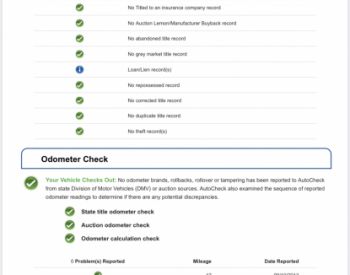 No Titled to an insurance company record
No Auction Lemon/Manufacturer Buyback record
No abandoned title record
No grey market title record
Loan/Lien record(s)
No repossessed record
No corrected title record
No duplicate title record
No theft record(s)
Odometer Check
Your Vehicle Checks Out: No odometer brands, rollbacks, rollover or tampering has been reported to AutoCheck
from state Division of Motor Vehicles (DMV) or auction sources. AutoCheck also examined the sequence of reported
odometer readings to determine if there are any potential discrepancies.
State title odometer check
Auction odometer check
Odometer calculation check
0 Problem(s) Reported Mileage Date Reported